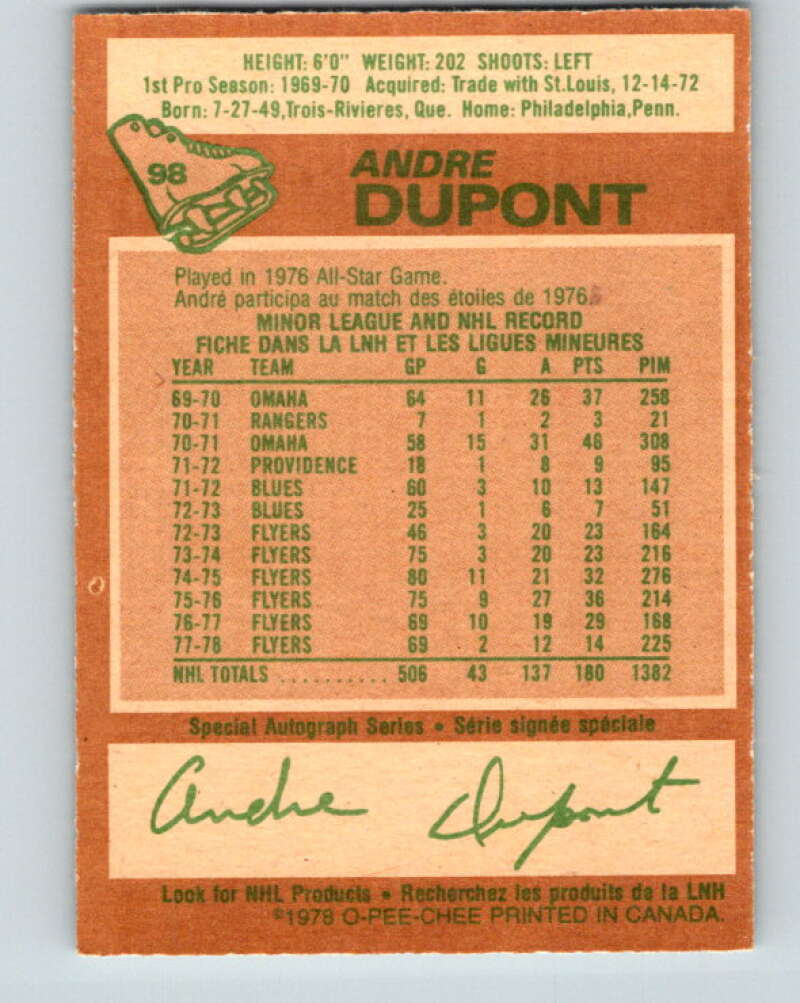 HEIGHT: 6'0" WEIGHT: 202 SHOOTS: LEFT
1st Pro Season: 1969-70 Acquired: Trade with St.Louis, 12-14-72
Born: 7-27-49,Trois-Rivieres, Que. Home: Philadelphia,Penn.
98
ANDRE
DUPONT
Played in 1976 All-Star Game.
André participa au match des étoiles de 1976.
MINOR LEAGUE AND NHL RECORD
FICHE DANS LA LNH ET LES LIGUES MINEURES
YEAR TEAM GP G A PTS PIM
69-70 OMAHA 64 11 26 37 258
70-71 RANGERS 7 1 2 3 21
70-71 OMAHA 58 15 31 46 308
71-72 PROVIDENCE 18 1 8 9 95
71-72 BLUES 60 3 10 13 147
72-73 BLUES 25 1 6 7 51
72-73 FLYERS 46 3 20 23 164
73-74 FLYERS 75 3 20 23 216
74-75 FLYERS 80 11 21 32 276
75-76 FLYERS 75 9 27 36 214
76-77 FLYERS 69 10 19 29 168
77-78 FLYERS 69 2 12 14 225
NHL TOTALS .......... 506 43 137 180 1382
Special Autograph Series • Série signée spéciale
Andre Dupont
Look for NHL Products • Recherchez les produits de la LNH
©1978 O-PEE-CHEE PRINTED IN CANADA.